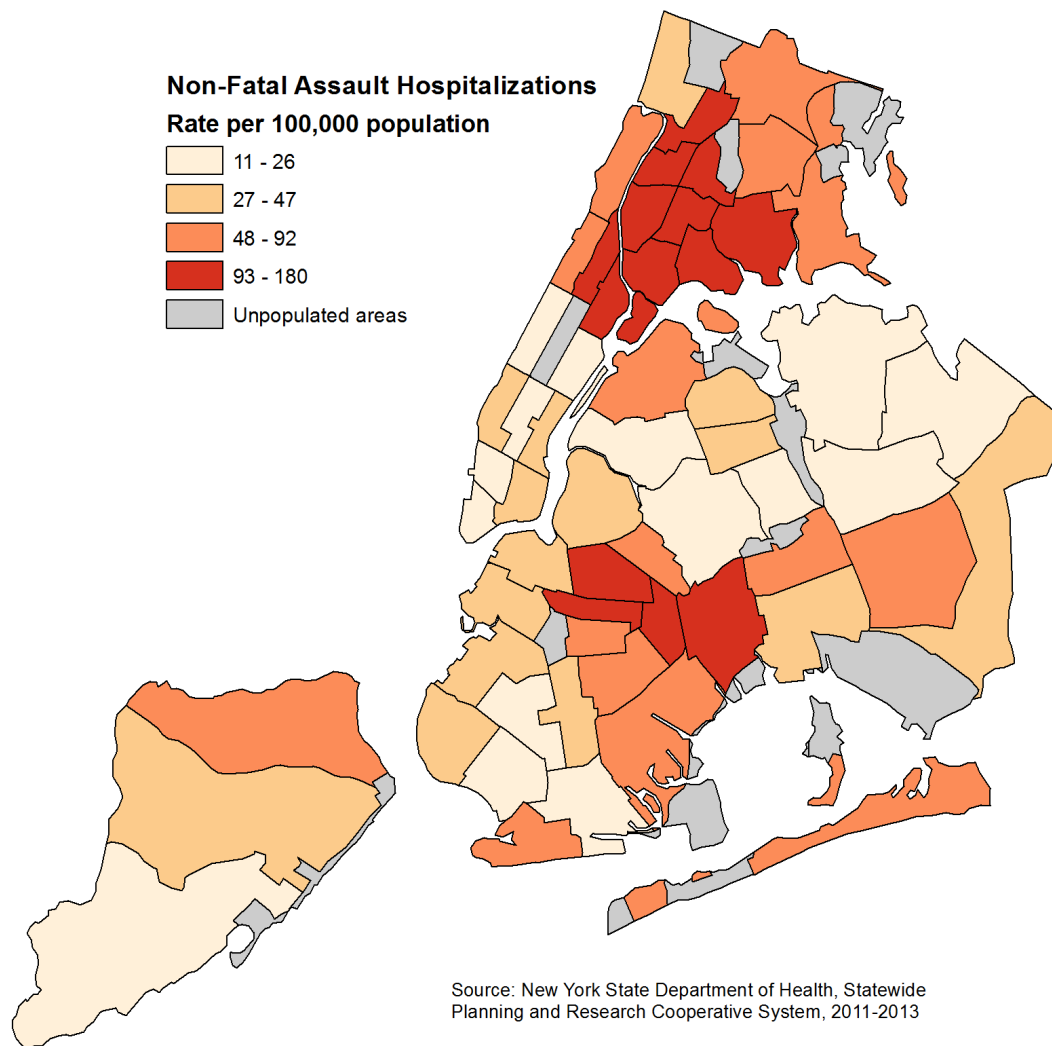 Non-Fatal Assault Hospitalizations
Rate per 100,000 population
11 - 26
27 - 47
48 - 92
93 - 180
Unpopulated areas
Source: New York State Department of Health, Statewide
Planning and Research Cooperative System, 2011-2013